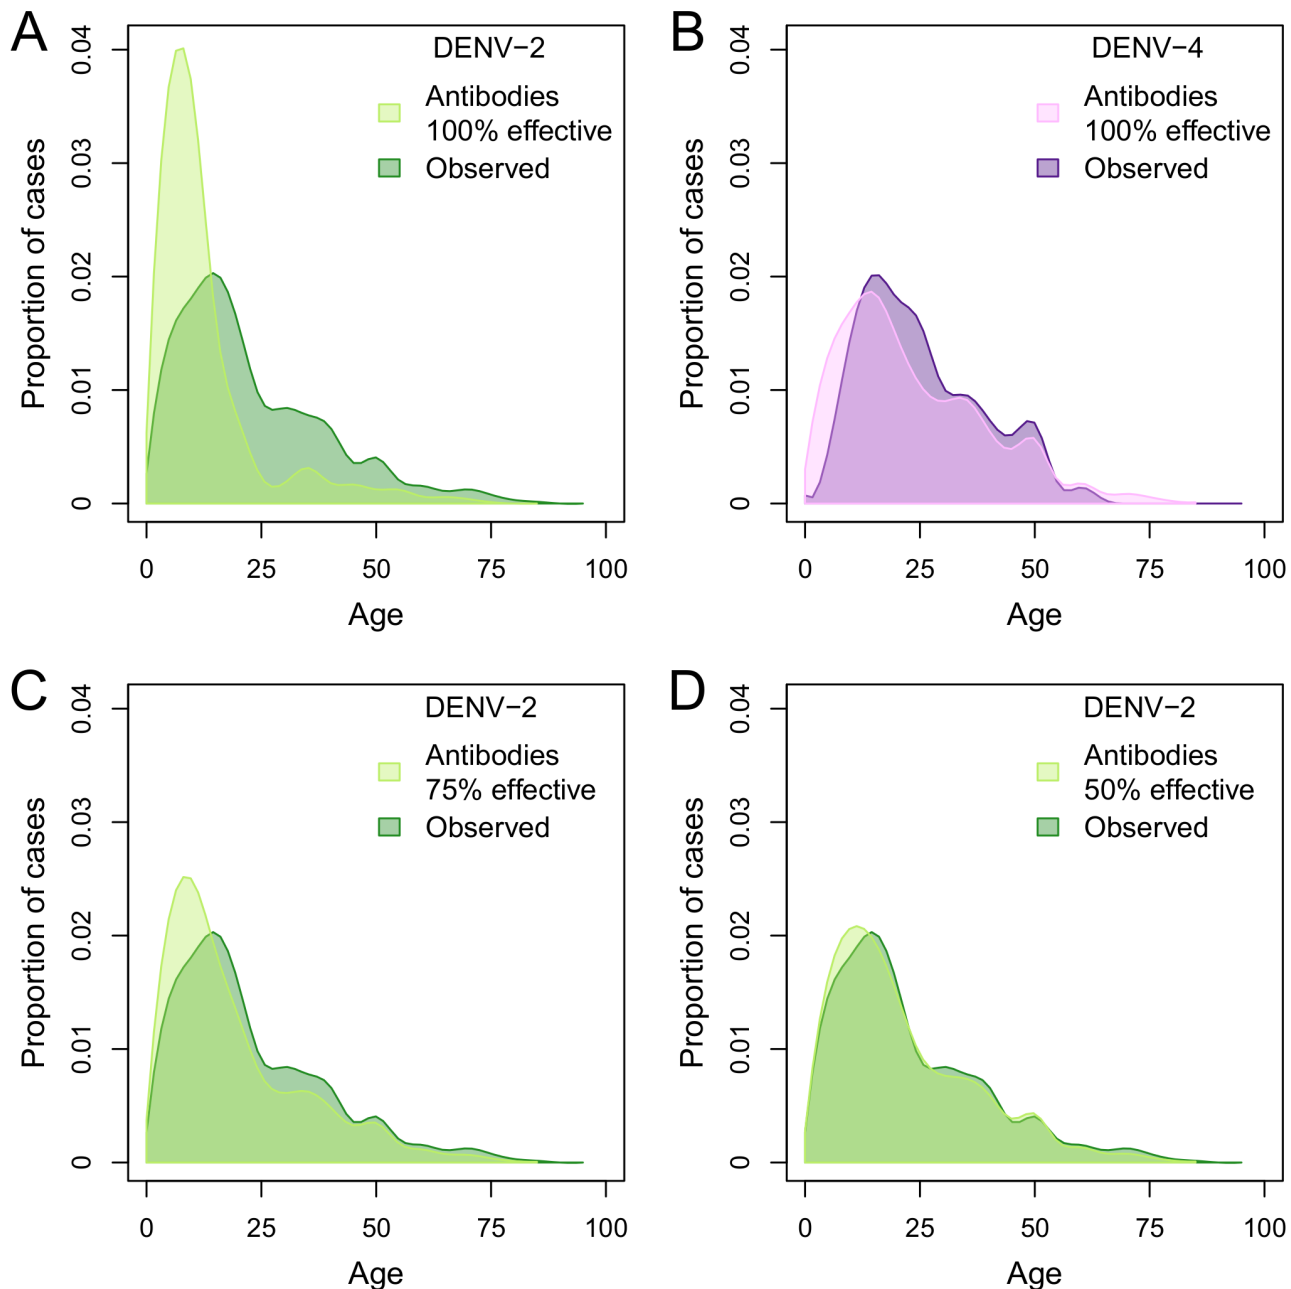 A
DENV−2
Antibodies
100% effective
Observed
Proportion of cases
0
0.01
0.02
0.03
0.04
0
25
50
75
100
Age
B
DENV−4
Antibodies
100% effective
Observed
Proportion of cases
0
0.01
0.02
0.03
0.04
0
25
50
75
100
Age
C
DENV−2
Antibodies
75% effective
Observed
Proportion of cases
0
0.01
0.02
0.03
0.04
0
25
50
75
100
Age
D
DENV−2
Antibodies
50% effective
Observed
Proportion of cases
0
0.01
0.02
0.03
0.04
0
25
50
75
100
Age